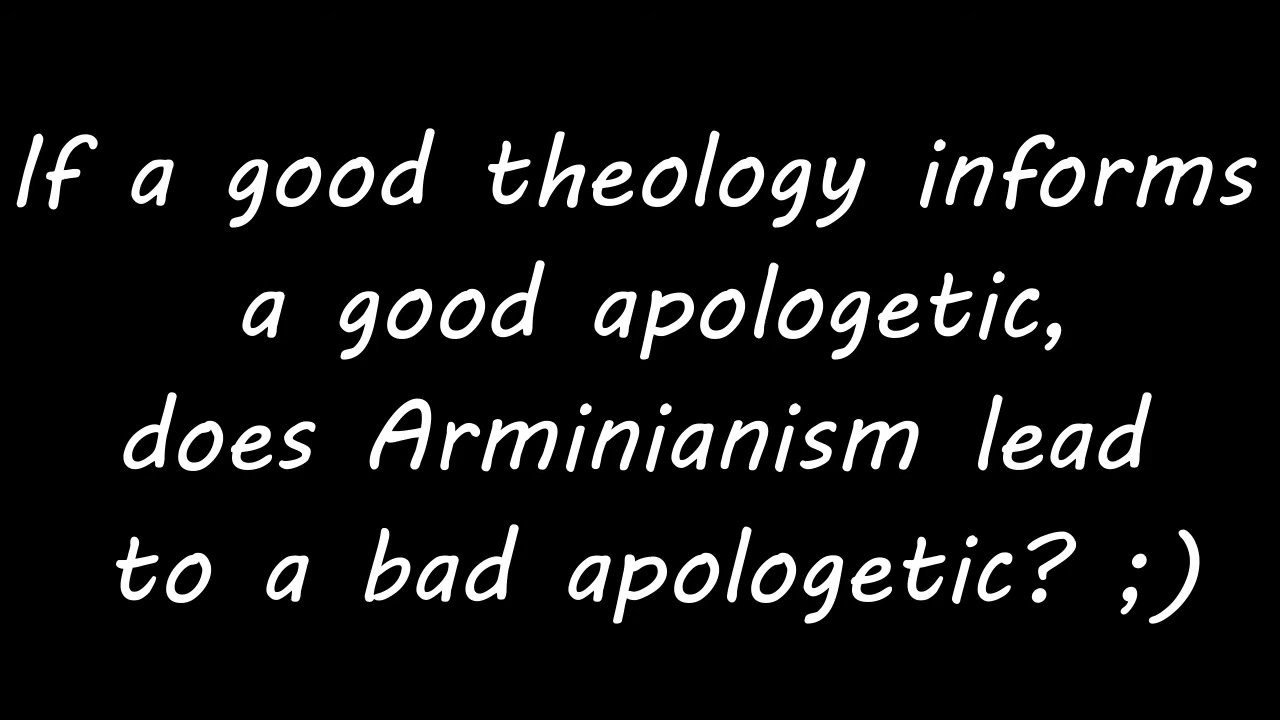 If a good theology informs
a good apologetic,
does Arminianism lead
to a bad apologetic? ;)